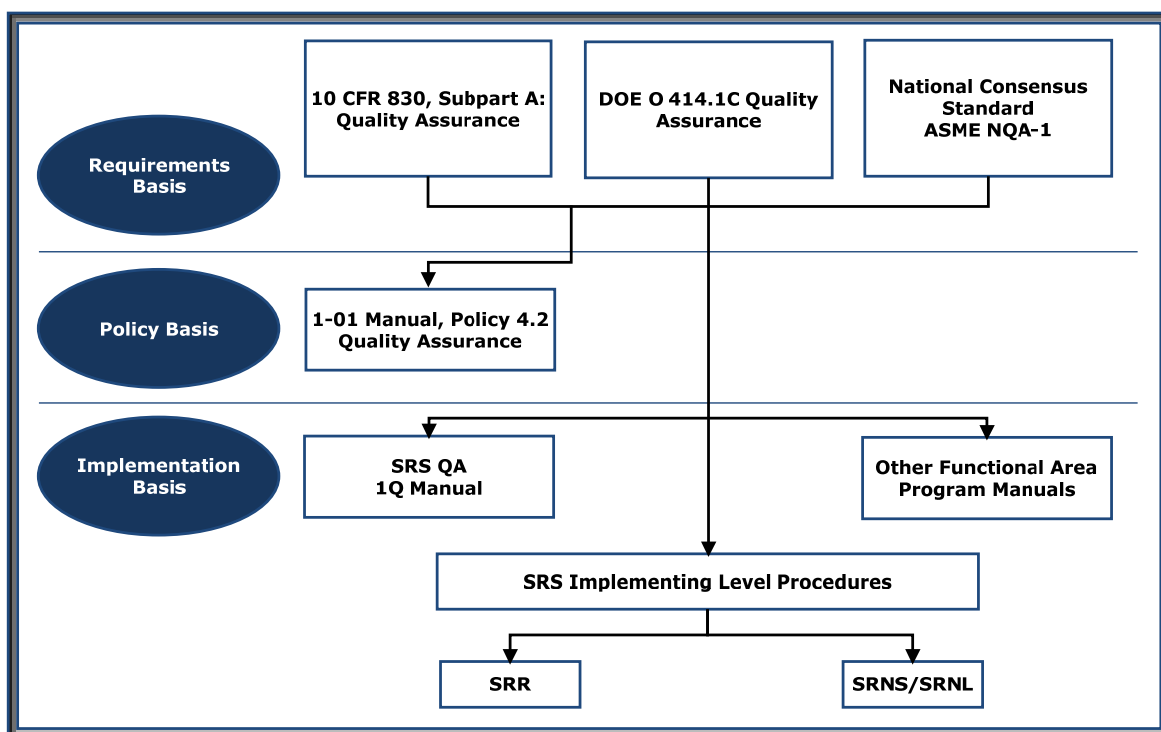 10 CFR 830, Subpart A:
Quality Assurance
DOE O 414.1C Quality
Assurance
National Consensus
Standard
ASME NQA-1
Requirements
Basis
Policy Basis
1-01 Manual, Policy 4.2
Quality Assurance
Implementation
Basis
SRS QA
1Q Manual
Other Functional Area
Program Manuals
SRS Implementing Level Procedures
SRR
SRNS/SRNL